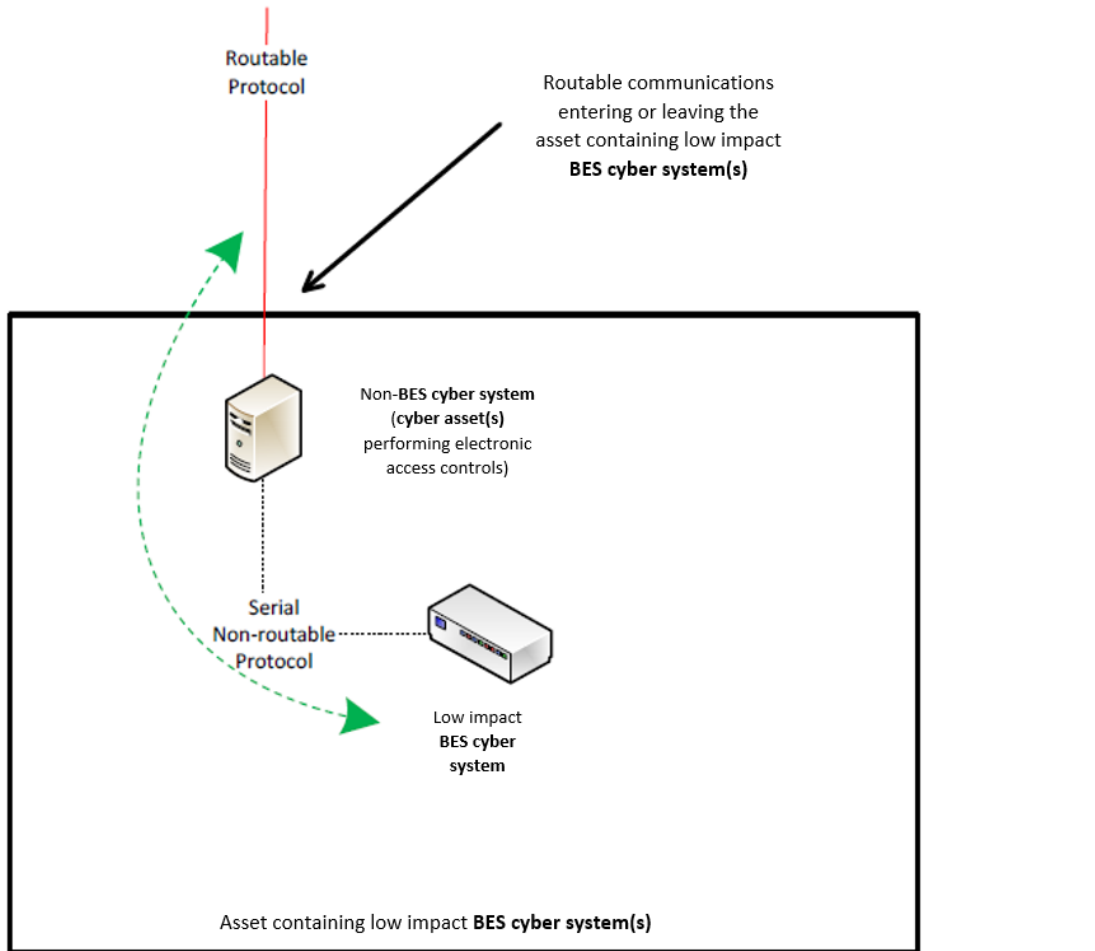 Routable
Protocol
Routable communications
entering or leaving the
asset containing low impact
BES cyber system(s)
Non-BES cyber system
(cyber asset(s)
performing electronic
access controls)
Serial
Non-routable
Protocol
Low impact
BES cyber
system
Asset containing low impact BES cyber system(s)